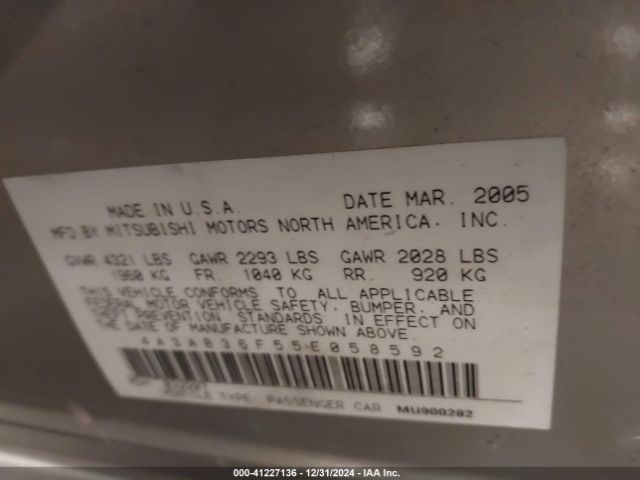 MADE IN U.S.A. DATE MAR. 2005
MFD BY MITSUBISHI MOTORS NORTH AMERICA. INC.
GVWR 4321 LBS GAWR 2293 LBS GAWR 2028 LBS
1960 KG FR. 1040 KG RR. 920 KG
THIS VEHICLE CONFORMS TO ALL APPLICABLE
FEDERAL MOTOR VEHICLE SAFETY. BUMPER. AND
THEFT PREVENTION STANDARDS IN EFFECT ON
THE DATE OF MANUFACTURE SHOWN ABOVE.
4A3AB36F55E058592
VEHICLE TYPE: PASSENGER CAR MU900282
000-41227136 - 12/31/2024 - IAA Inc.